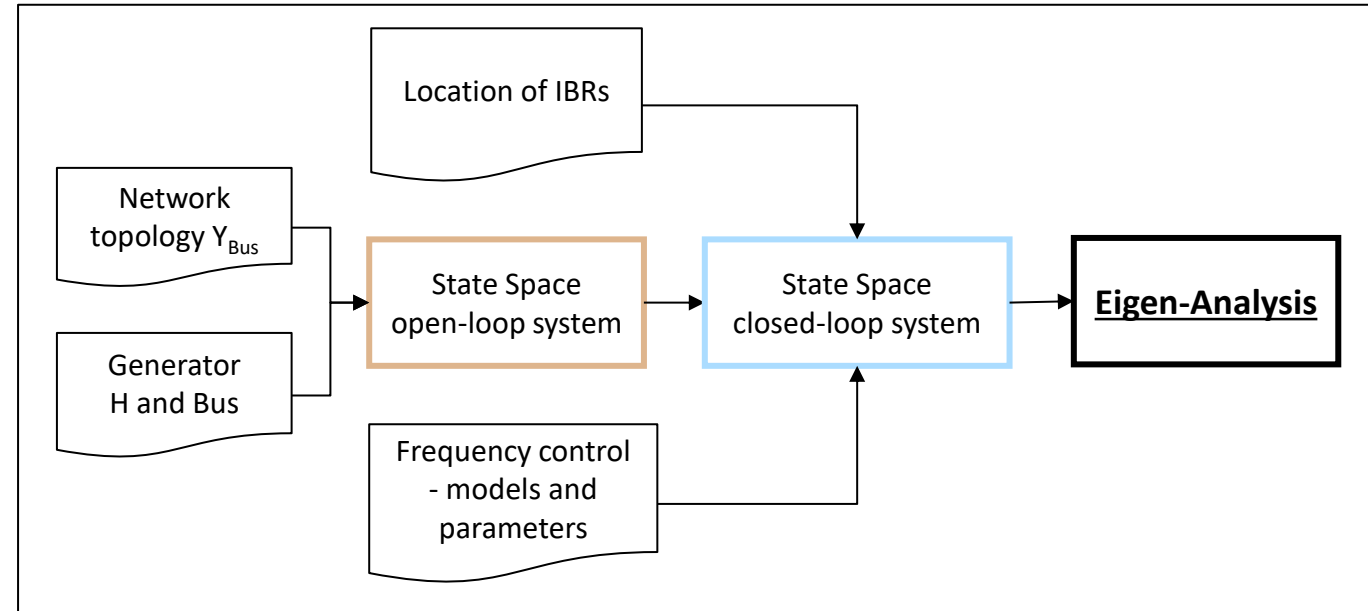 Location of IBRs
Network
topology Y_Bus
Generator
H and Bus
State Space
open-loop system
State Space
closed-loop system
Eigen-Analysis
Frequency control
- models and
parameters